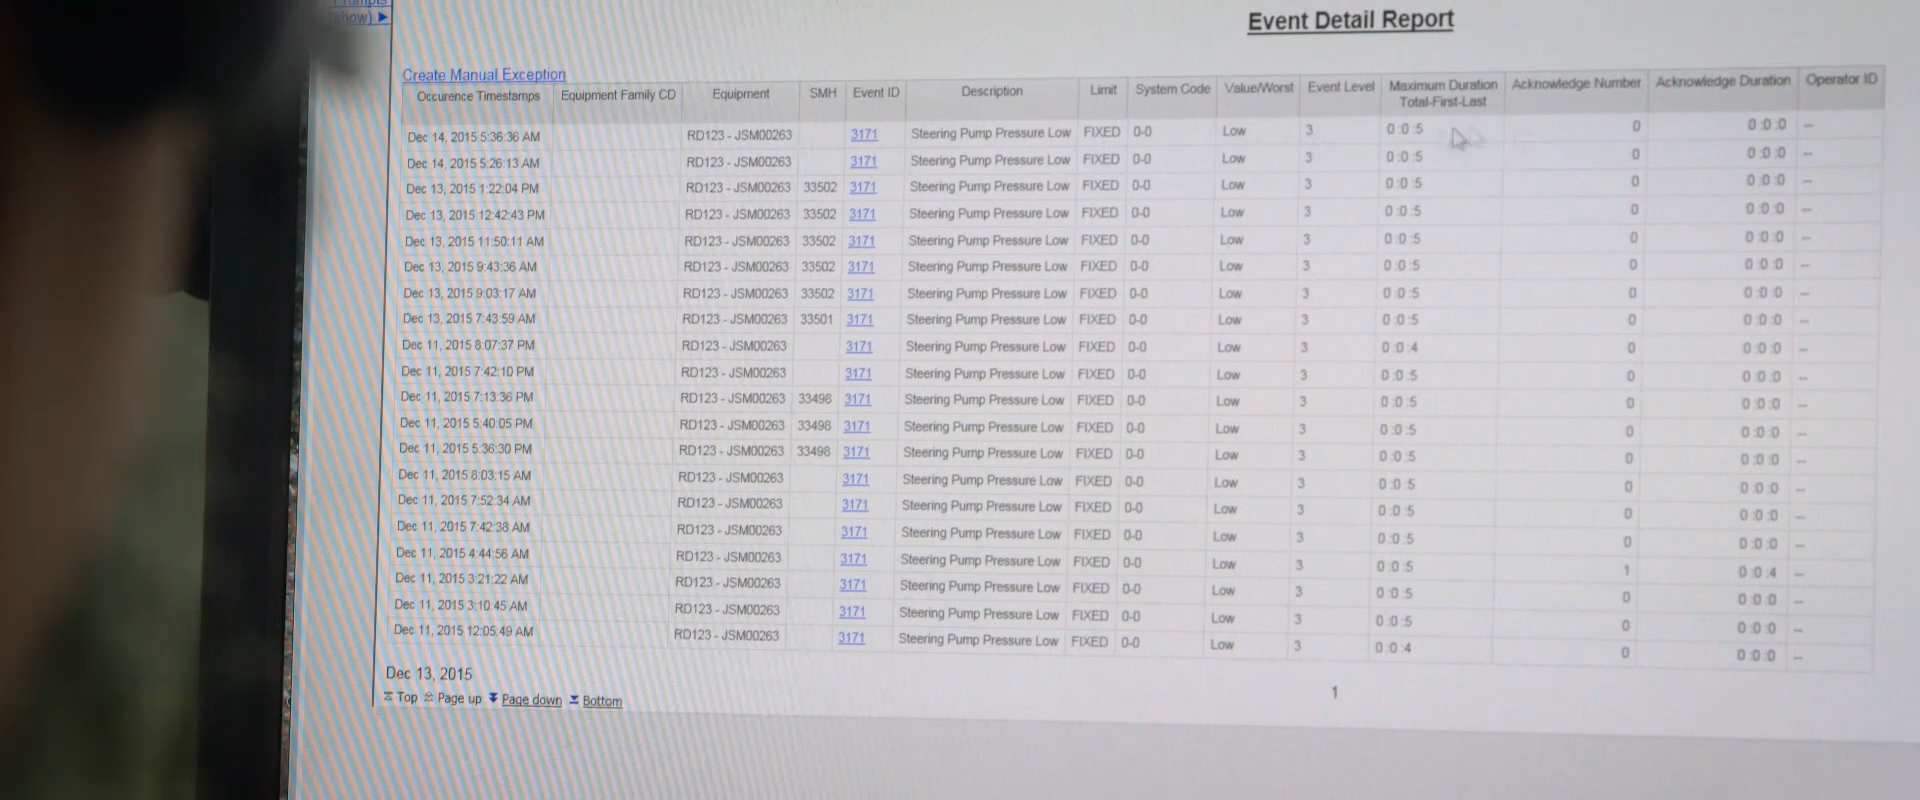 Prompts
show) ▶
Event Detail Report
Create Manual Exception
Occurence Timestamps Equipment Family CD Equipment SMH Event ID Description Limit System Code Value/Worst Event Level Maximum Duration Total-First-Last Acknowledge Number Acknowledge Duration Operator ID
Dec 14, 2015 5:36:36 AM RD123 - JSM00263 3171 Steering Pump Pressure Low FIXED 0-0 Low 3 0:0:5 0 0:0:0 --
Dec 14, 2015 5:26:13 AM RD123 - JSM00263 3171 Steering Pump Pressure Low FIXED 0-0 Low 3 0:0:5 0 0:0:0 --
Dec 13, 2015 1:22:04 PM RD123 - JSM00263 33502 3171 Steering Pump Pressure Low FIXED 0-0 Low 3 0:0:5 0 0:0:0 --
Dec 13, 2015 12:42:43 PM RD123 - JSM00263 33502 3171 Steering Pump Pressure Low FIXED 0-0 Low 3 0:0:5 0 0:0:0 --
Dec 13, 2015 11:50:11 AM RD123 - JSM00263 33502 3171 Steering Pump Pressure Low FIXED 0-0 Low 3 0:0:5 0 0:0:0 --
Dec 13, 2015 9:43:36 AM RD123 - JSM00263 33502 3171 Steering Pump Pressure Low FIXED 0-0 Low 3 0:0:5 0 0:0:0 --
Dec 13, 2015 9:03:17 AM RD123 - JSM00263 33502 3171 Steering Pump Pressure Low FIXED 0-0 Low 3 0:0:5 0 0:0:0 --
Dec 13, 2015 7:43:59 AM RD123 - JSM00263 33501 3171 Steering Pump Pressure Low FIXED 0-0 Low 3 0:0:5 0 0:0:0 --
Dec 11, 2015 8:07:37 PM RD123 - JSM00263 3171 Steering Pump Pressure Low FIXED 0-0 Low 3 0:0:4 0 0:0:0 --
Dec 11, 2015 7:42:10 PM RD123 - JSM00263 3171 Steering Pump Pressure Low FIXED 0-0 Low 3 0:0:5 0 0:0:0 --
Dec 11, 2015 7:13:36 PM RD123 - JSM00263 33498 3171 Steering Pump Pressure Low FIXED 0-0 Low 3 0:0:5 0 0:0:0 --
Dec 11, 2015 5:40:05 PM RD123 - JSM00263 33498 3171 Steering Pump Pressure Low FIXED 0-0 Low 3 0:0:5 0 0:0:0 --
Dec 11, 2015 5:36:30 PM RD123 - JSM00263 33498 3171 Steering Pump Pressure Low FIXED 0-0 Low 3 0:0:5 0 0:0:0 --
Dec 11, 2015 8:03:15 AM RD123 - JSM00263 3171 Steering Pump Pressure Low FIXED 0-0 Low 3 0:0:5 0 0:0:0 --
Dec 11, 2015 7:52:34 AM RD123 - JSM00263 3171 Steering Pump Pressure Low FIXED 0-0 Low 3 0:0:5 0 0:0:0 --
Dec 11, 2015 7:42:38 AM RD123 - JSM00263 3171 Steering Pump Pressure Low FIXED 0-0 Low 3 0:0:5 0 0:0:0 --
Dec 11, 2015 4:44:56 AM RD123 - JSM00263 3171 Steering Pump Pressure Low FIXED 0-0 Low 3 0:0:5 1 0:0:4 --
Dec 11, 2015 3:21:22 AM RD123 - JSM00263 3171 Steering Pump Pressure Low FIXED 0-0 Low 3 0:0:5 0 0:0:0 --
Dec 11, 2015 3:10:45 AM RD123 - JSM00263 3171 Steering Pump Pressure Low FIXED 0-0 Low 3 0:0:5 0 0:0:0 --
Dec 11, 2015 12:05:49 AM RD123 - JSM00263 3171 Steering Pump Pressure Low FIXED 0-0 Low 3 0:0:4 0 0:0:0 --
Dec 13, 2015
1
Top Page up Page down Bottom